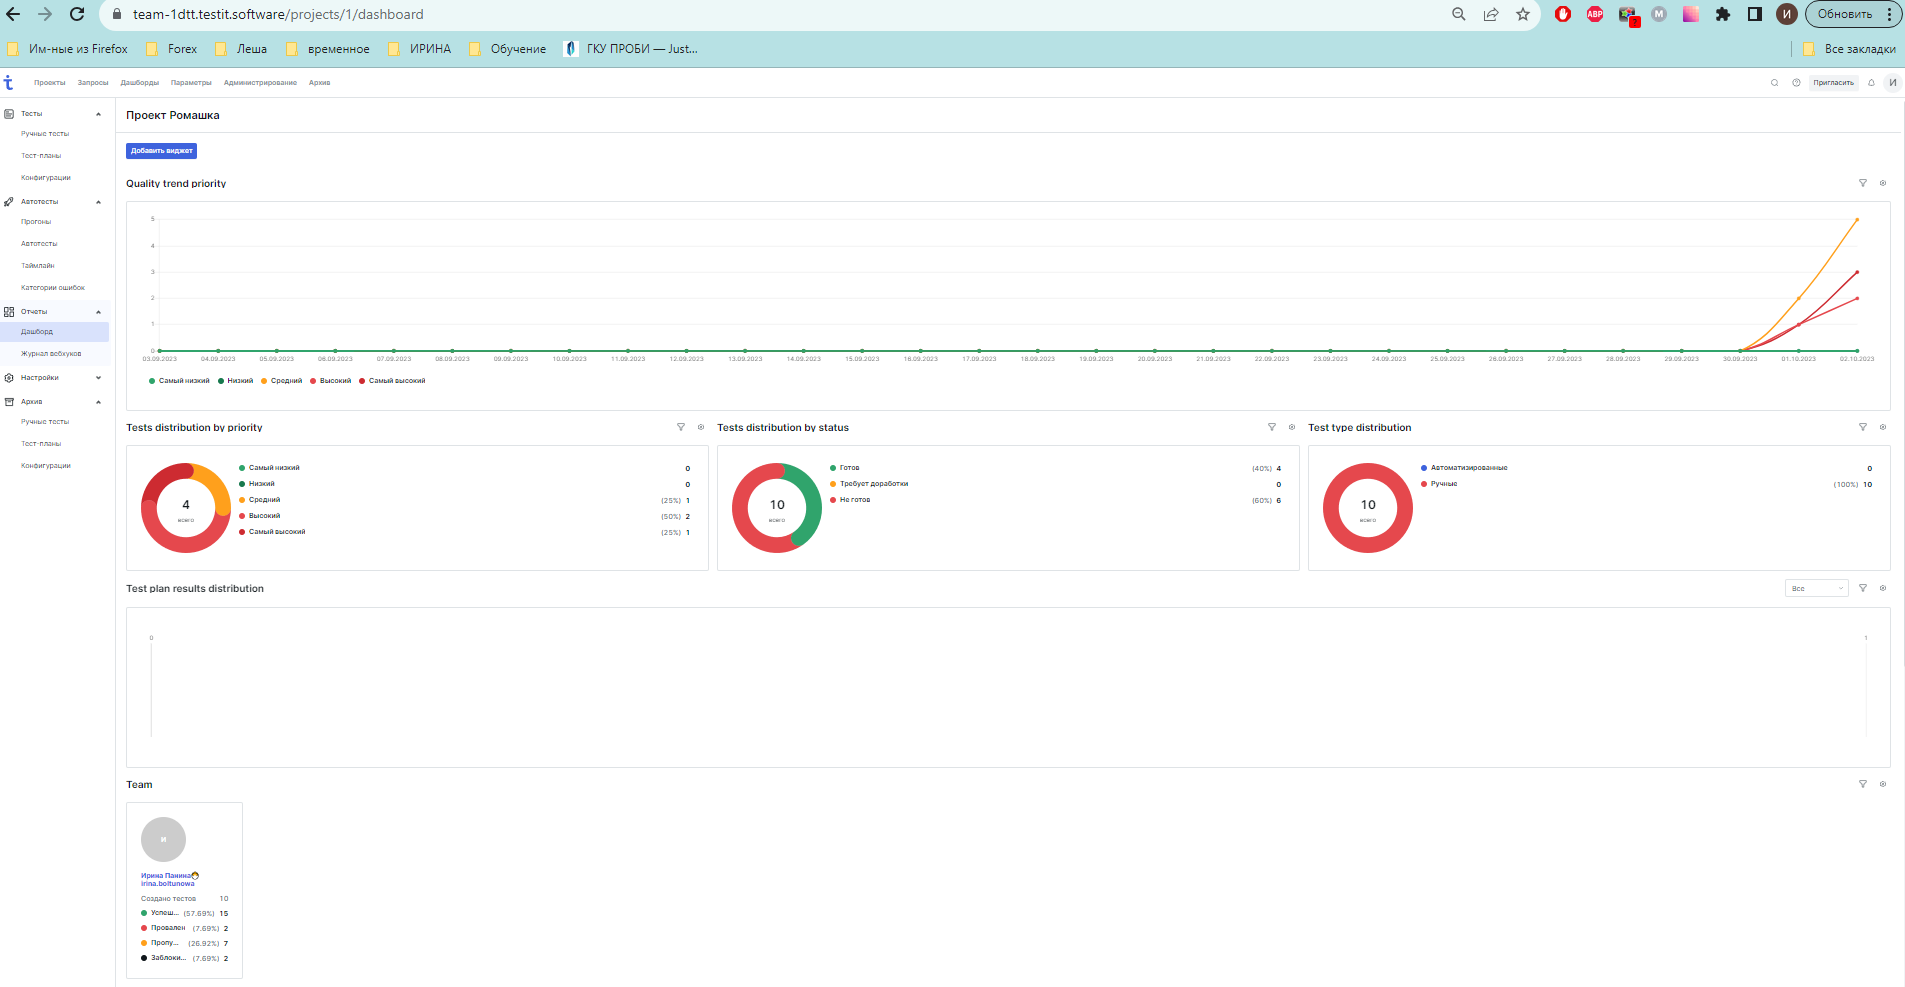 team-1dtt.testit.software/projects/1/dashboard
ABP
M
И
Обновить
Им-ные из Firefox
Forex
Леша
временное
ИРИНА
Обучение
ГКУ ПРОБИ — Just...
Все закладки
Проекты Запросы Дашборды Параметры Администрирование Архив
Пригласить
И
Тесты
Ручные тесты
Тест-планы
Конфигурации
Автотесты
Прогоны
Автотесты
Таймлайн
Категории ошибок
Отчеты
Дашборд
Журнал вебхуков
Настройки
Архив
Ручные тесты
Тест-планы
Конфигурации
Проект Ромашка
Добавить виджет
Quality trend priority
5
4
3
2
1
0
03.09.2023 04.09.2023 05.09.2023 06.09.2023 07.09.2023 08.09.2023 09.09.2023 10.09.2023 11.09.2023 12.09.2023 13.09.2023 14.09.2023 15.09.2023 16.09.2023 17.09.2023 18.09.2023 19.09.2023 20.09.2023 21.09.2023 22.09.2023 23.09.2023 24.09.2023 25.09.2023 26.09.2023 27.09.2023 28.09.2023 29.09.2023 30.09.2023 01.10.2023 02.10.2023
Самый низкий Низкий Средний Высокий Самый высокий
Tests distribution by priority
4
всего
Самый низкий 0
Низкий 0
Средний (25%) 1
Высокий (50%) 2
Самый высокий (25%) 1
Tests distribution by status
10
всего
Готов (40%) 4
Требует доработки 0
Не готов (60%) 6
Test type distribution
10
всего
Автоматизированные 0
Ручные (100%) 10
Test plan results distribution
Все
0
1
Team
И
Ирина Панина
irina.boltunowa
Создано тестов 10
Успеш... (57.69%) 15
Провален (7.69%) 2
Пропу... (26.92%) 7
Заблоки... (7.69%) 2